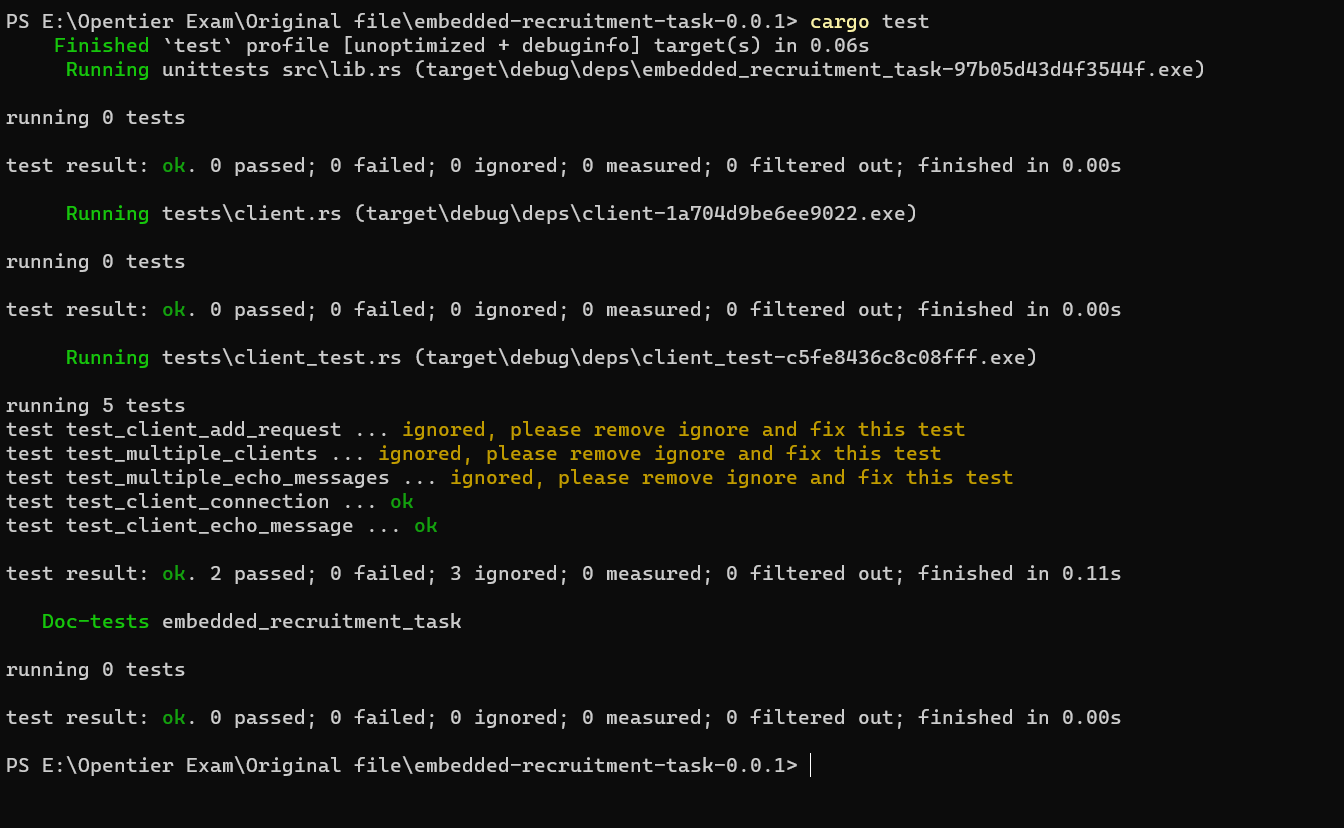 PS E:\Opentier Exam\Original file\embedded-recruitment-task-0.0.1> cargo test
Finished `test` profile [unoptimized + debuginfo] target(s) in 0.06s
Running unittests src\lib.rs (target\debug\deps\embedded_recruitment_task-97b05d43d4f3544f.exe)
running 0 tests
test result: ok. 0 passed; 0 failed; 0 ignored; 0 measured; 0 filtered out; finished in 0.00s
Running tests\client.rs (target\debug\deps\client-1a704d9be6ee9022.exe)
running 0 tests
test result: ok. 0 passed; 0 failed; 0 ignored; 0 measured; 0 filtered out; finished in 0.00s
Running tests\client_test.rs (target\debug\deps\client_test-c5fe8436c8c08fff.exe)
running 5 tests
test test_client_add_request ... ignored, please remove ignore and fix this test
test test_multiple_clients ... ignored, please remove ignore and fix this test
test test_multiple_echo_messages ... ignored, please remove ignore and fix this test
test test_client_connection ... ok
test test_client_echo_message ... ok
test result: ok. 2 passed; 0 failed; 3 ignored; 0 measured; 0 filtered out; finished in 0.11s
Doc-tests embedded_recruitment_task
running 0 tests
test result: ok. 0 passed; 0 failed; 0 ignored; 0 measured; 0 filtered out; finished in 0.00s
PS E:\Opentier Exam\Original file\embedded-recruitment-task-0.0.1>